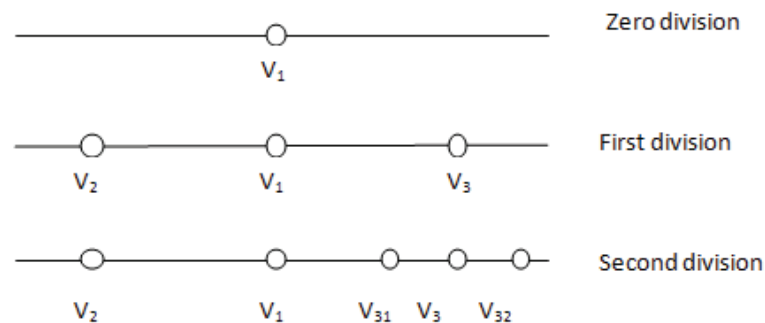 Zero division
V₁
First division
V₂ V₁ V₃
Second division
V₂ V₁ V₃₁ V₃ V₃₂